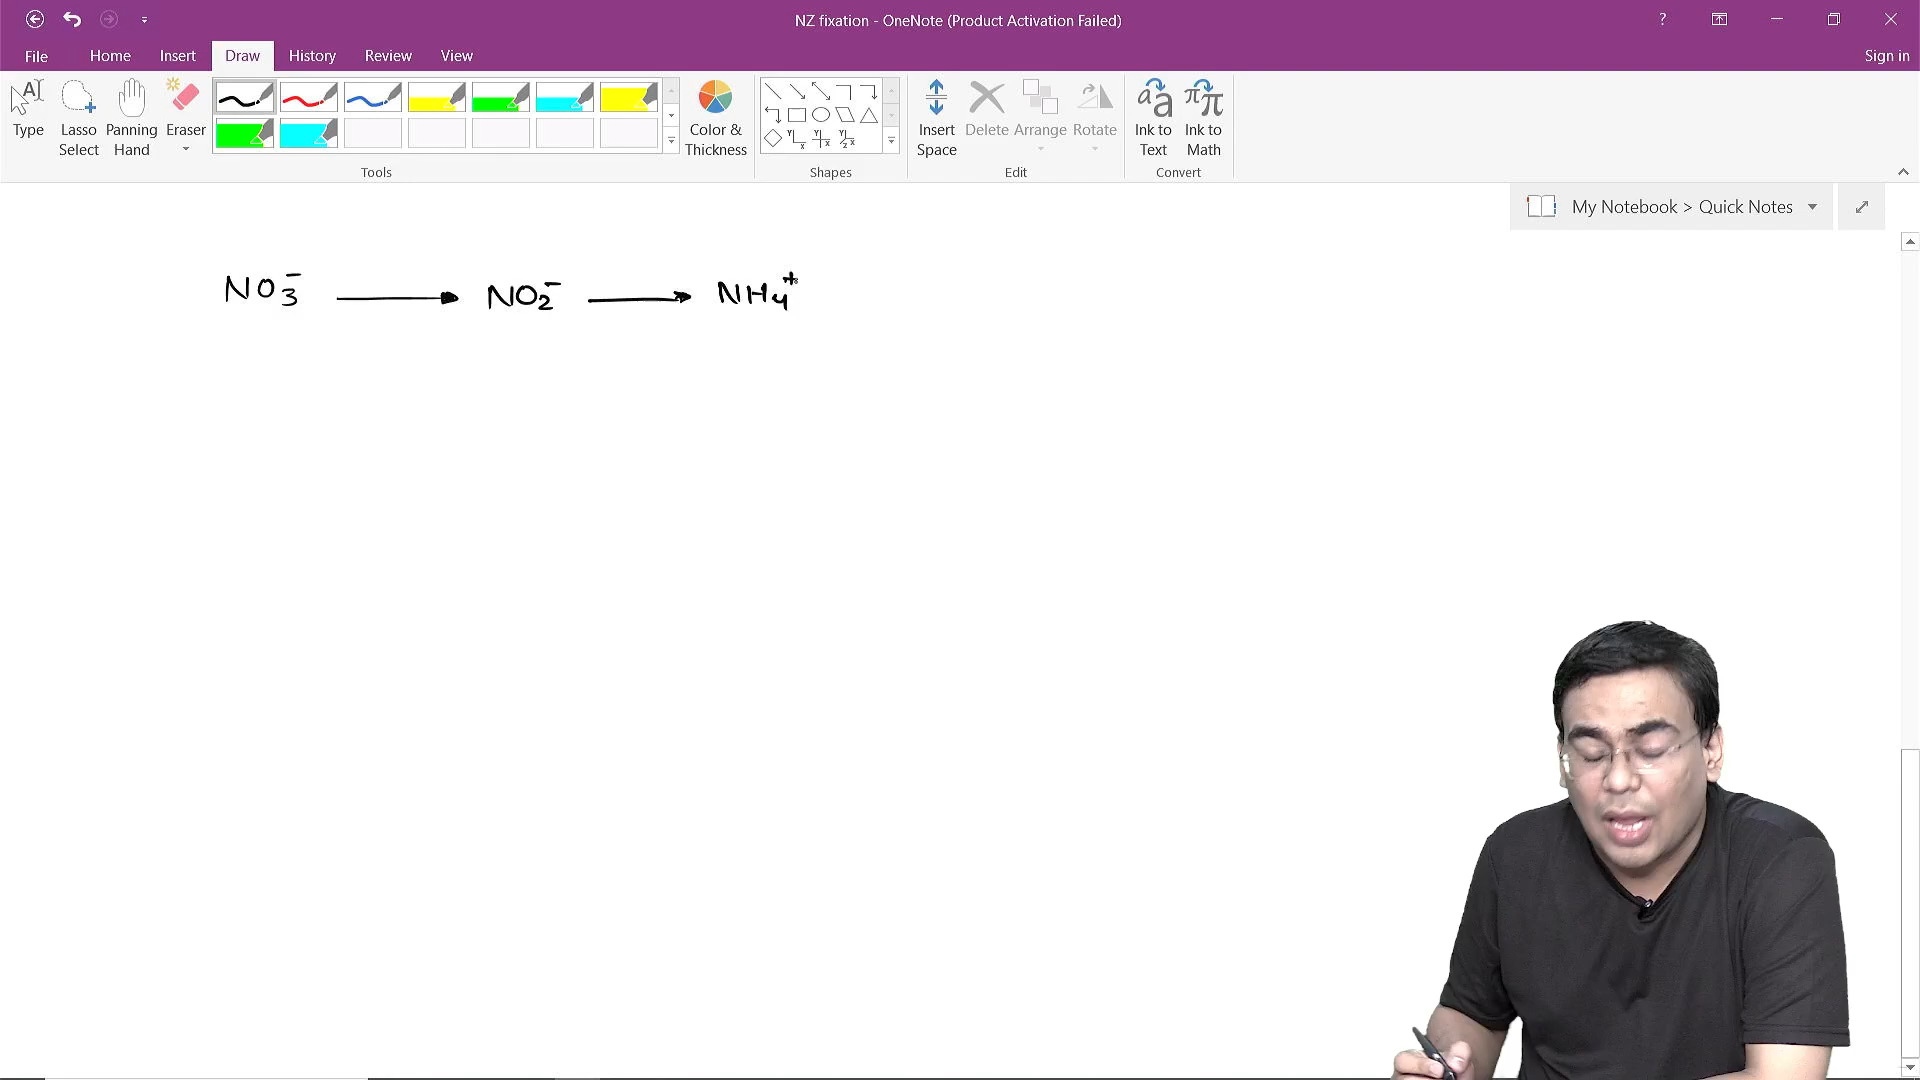 NZ fixation - OneNote (Product Activation Failed)
?
File Home Insert Draw History Review View Sign in
Type
Lasso Select
Panning Hand
Eraser
Color & Thickness
Insert Space
Delete
Arrange
Rotate
Ink to Text
Ink to Math
Tools Shapes Edit Convert
My Notebook > Quick Notes
NO₃⁻ → NO₂⁻ → NH₄⁺